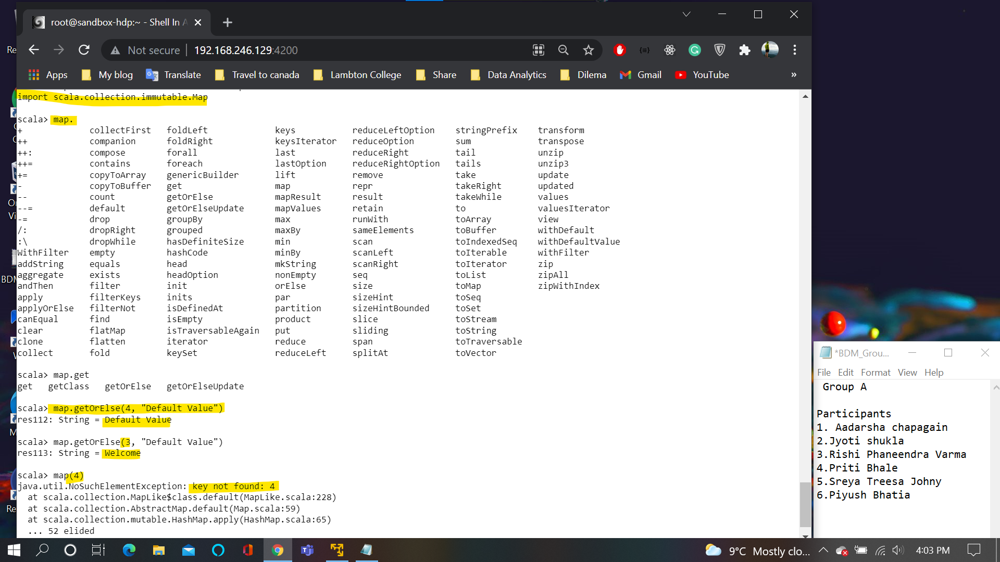 root@sandbox-hdp:~ - Shell In A
Not secure 192.168.246.129:4200
Apps My blog Translate Travel to canada Lambton College Share Data Analytics Dilema Gmail YouTube »
import scala.collection.immutable.Map
scala> map.
+ collectFirst foldLeft keys reduceLeftOption stringPrefix transform
++ companion foldRight keysIterator reduceOption sum transpose
++: compose forall last reduceRight tail unzip
++= contains foreach lastOption reduceRightOption tails unzip3
+= copyToArray genericBuilder lift remove take update
- copyToBuffer get map repr takeRight updated
-- count getOrElse mapResult result takeWhile values
--= default getOrElseUpdate mapValues retain to valuesIterator
-= drop groupBy max runWith toArray view
/: dropRight grouped maxBy sameElements toBuffer withDefault
:\ dropWhile hasDefiniteSize min scan toIndexedSeq withDefaultValue
WithFilter empty hashCode minBy scanLeft toIterable withFilter
addString equals head mkString scanRight toIterator zip
aggregate exists headOption nonEmpty seq toList zipAll
andThen filter init orElse size toMap zipWithIndex
apply filterKeys inits par sizeHint toSeq
applyOrElse filterNot isDefinedAt partition sizeHintBounded toSet
canEqual find isEmpty product slice toStream
clear flatMap isTraversableAgain put sliding toString
clone flatten iterator reduce span toTraversable
collect fold keySet reduceLeft splitAt toVector
scala> map.get
get getClass getOrElse getOrElseUpdate
scala> map.getOrElse(4, "Default Value")
res112: String = Default Value
scala> map.getOrElse(3, "Default Value")
res113: String = Welcome
scala> map(4)
java.util.NoSuchElementException: key not found: 4
at scala.collection.MapLike$class.default(MapLike.scala:228)
at scala.collection.AbstractMap.default(Map.scala:59)
at scala.collection.mutable.HashMap.apply(HashMap.scala:65)
... 52 elided
*BDM_Grou...
File Edit Format View Help
Group A
Participants
1. Aadarsha chapagain
2.Jyoti shukla
3.Rishi Phaneendra Varma
4.Priti Bhale
5.Sreya Treesa Johny
6.Piyush Bhatia
9°C Mostly clo... 4:03 PM